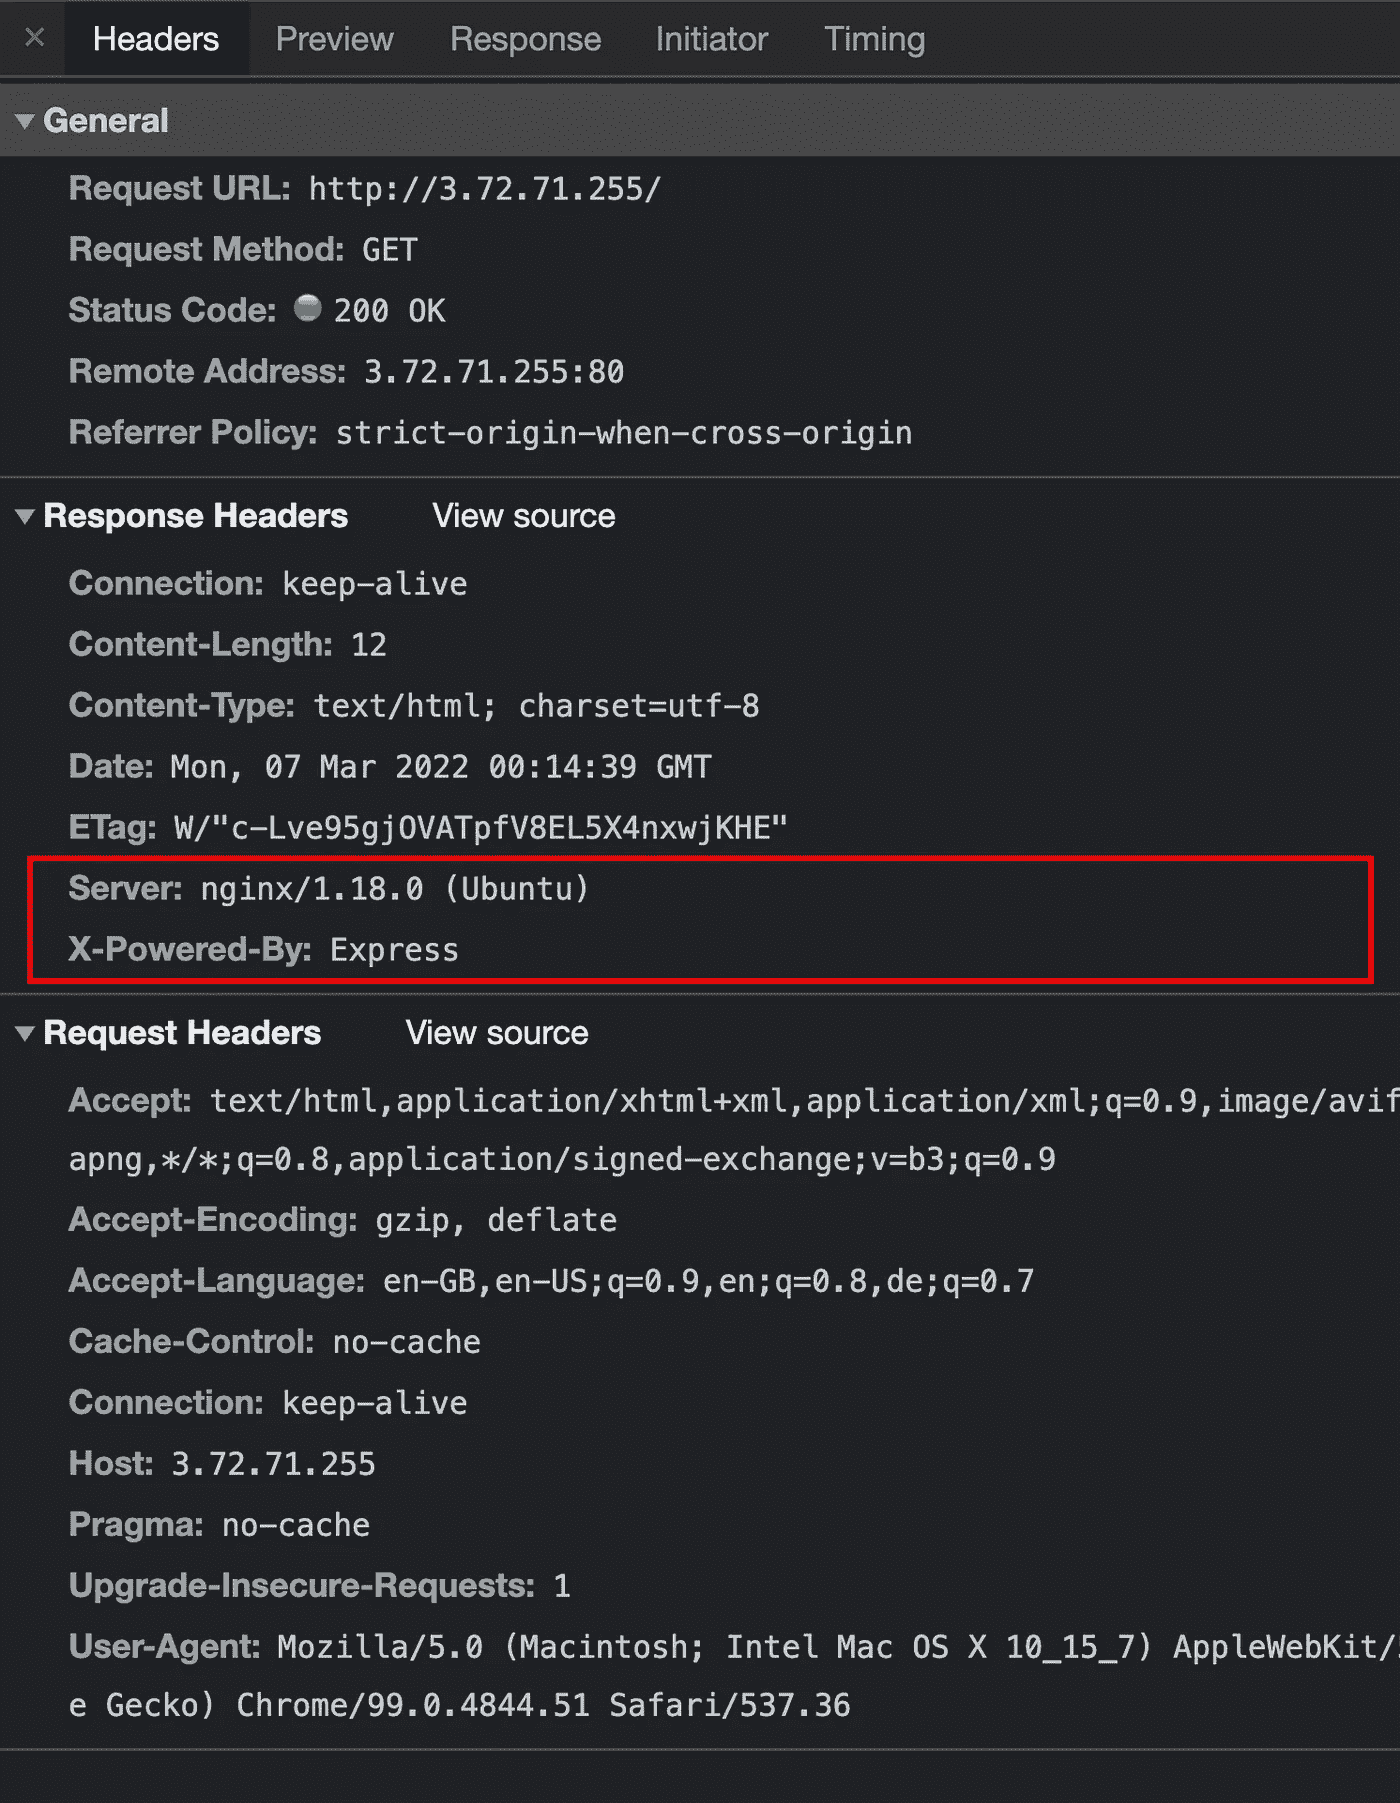 × Headers Preview Response Initiator Timing
▼ General
Request URL: http://3.72.71.255/
Request Method: GET
Status Code: 200 OK
Remote Address: 3.72.71.255:80
Referrer Policy: strict-origin-when-cross-origin
▼ Response Headers View source
Connection: keep-alive
Content-Length: 12
Content-Type: text/html; charset=utf-8
Date: Mon, 07 Mar 2022 00:14:39 GMT
ETag: W/"c-Lve95gjOVATpfV8EL5X4nxwjKHE"
Server: nginx/1.18.0 (Ubuntu)
X-Powered-By: Express
▼ Request Headers View source
Accept: text/html,application/xhtml+xml,application/xml;q=0.9,image/avif
apng,*/*;q=0.8,application/signed-exchange;v=b3;q=0.9
Accept-Encoding: gzip, deflate
Accept-Language: en-GB,en-US;q=0.9,en;q=0.8,de;q=0.7
Cache-Control: no-cache
Connection: keep-alive
Host: 3.72.71.255
Pragma: no-cache
Upgrade-Insecure-Requests: 1
User-Agent: Mozilla/5.0 (Macintosh; Intel Mac OS X 10_15_7) AppleWebKit/
e Gecko) Chrome/99.0.4844.51 Safari/537.36